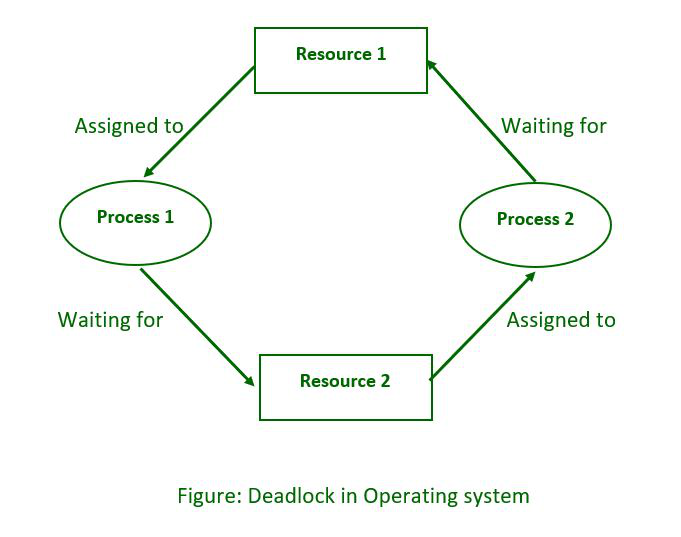 Resource 1
Assigned to
Waiting for
Process 1
Process 2
Waiting for
Assigned to
Resource 2
Figure: Deadlock in Operating system